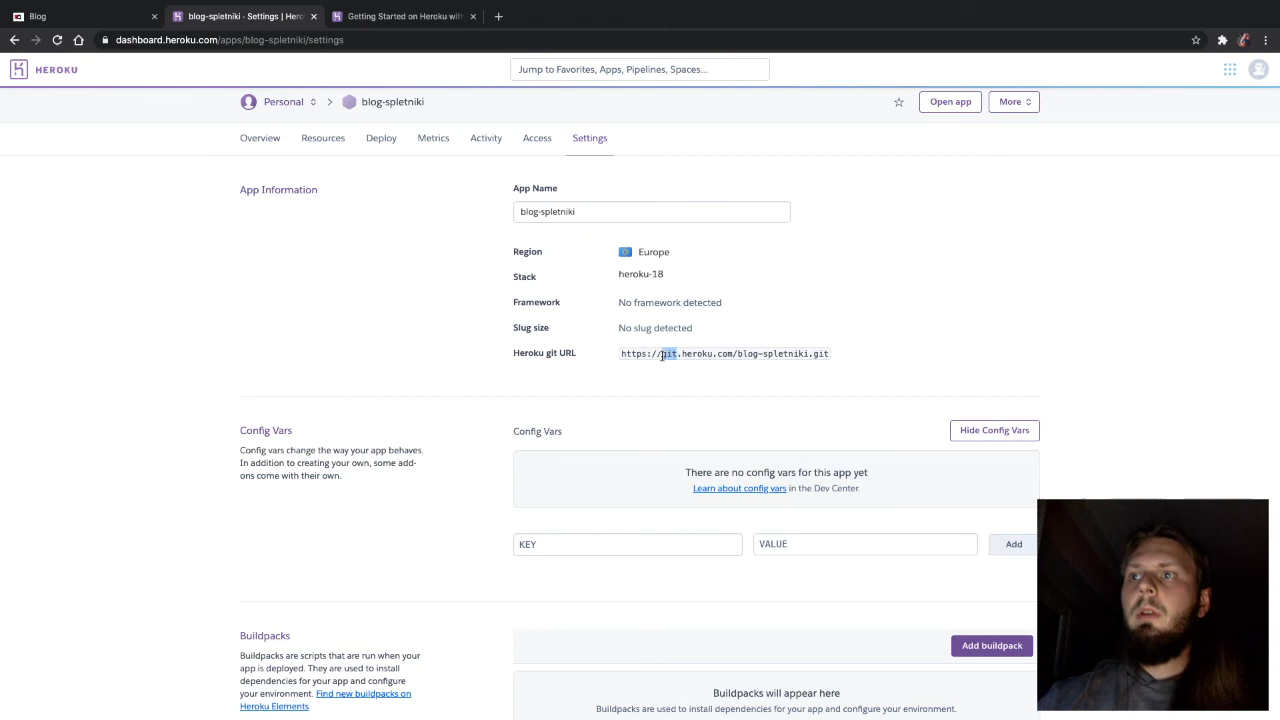 Blog
blog-spletniki · Settings | Hero
Getting Started on Heroku with
dashboard.heroku.com/apps/blog-spletniki/settings
HEROKU
Jump to Favorites, Apps, Pipelines, Spaces...
Personal
blog-spletniki
Open app
More
Overview
Resources
Deploy
Metrics
Activity
Access
Settings
App Information
App Name
blog-spletniki
Region
Europe
Stack
heroku-18
Framework
No framework detected
Slug size
No slug detected
Heroku git URL
https://git.heroku.com/blog-spletniki.git
Config Vars
Config vars change the way your app behaves.
In addition to creating your own, some add-
ons come with their own.
Config Vars
Hide Config Vars
There are no config vars for this app yet
Learn about config vars in the Dev Center.
KEY
VALUE
Add
Buildpacks
Buildpacks are scripts that are run when your
app is deployed. They are used to install
dependencies for your app and configure
your environment. Find new buildpacks on
Heroku Elements
Add buildpack
Buildpacks will appear here
Buildpacks are used to install dependencies for your app and configure your environment.